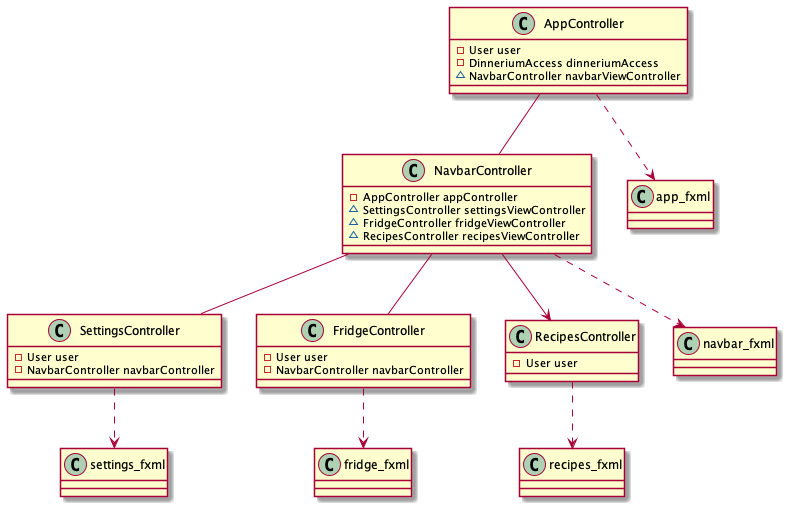 C AppController
User user
DinneriumAccess dinneriumAccess
NavbarController navbarViewController
C NavbarController
AppController appController
SettingsController settingsViewController
FridgeController fridgeViewController
RecipesController recipesViewController
C app_fxml
C SettingsController
User user
NavbarController navbarController
C FridgeController
User user
NavbarController navbarController
C RecipesController
User user
C navbar_fxml
C settings_fxml
C fridge_fxml
C recipes_fxml